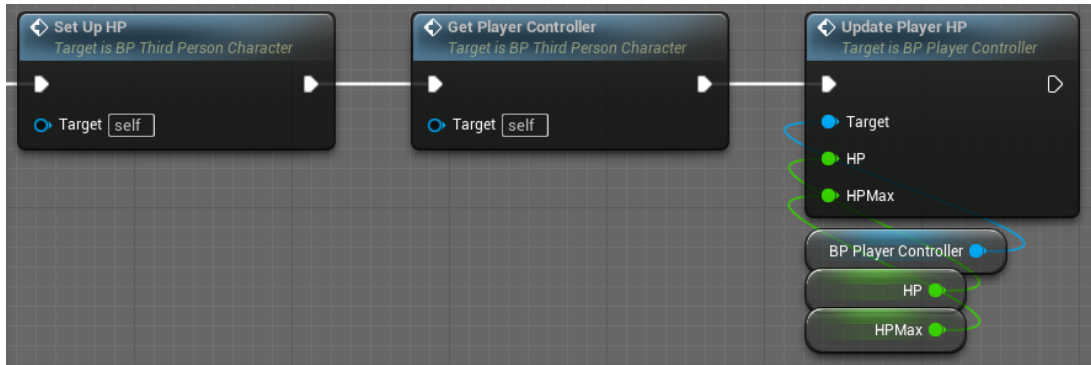 Set Up HP
Target is BP Third Person Character
Target self
Get Player Controller
Target is BP Third Person Character
Target self
Update Player HP
Target is BP Player Controller
Target
HP
HPMax
BP Player Controller
HP
HPMax